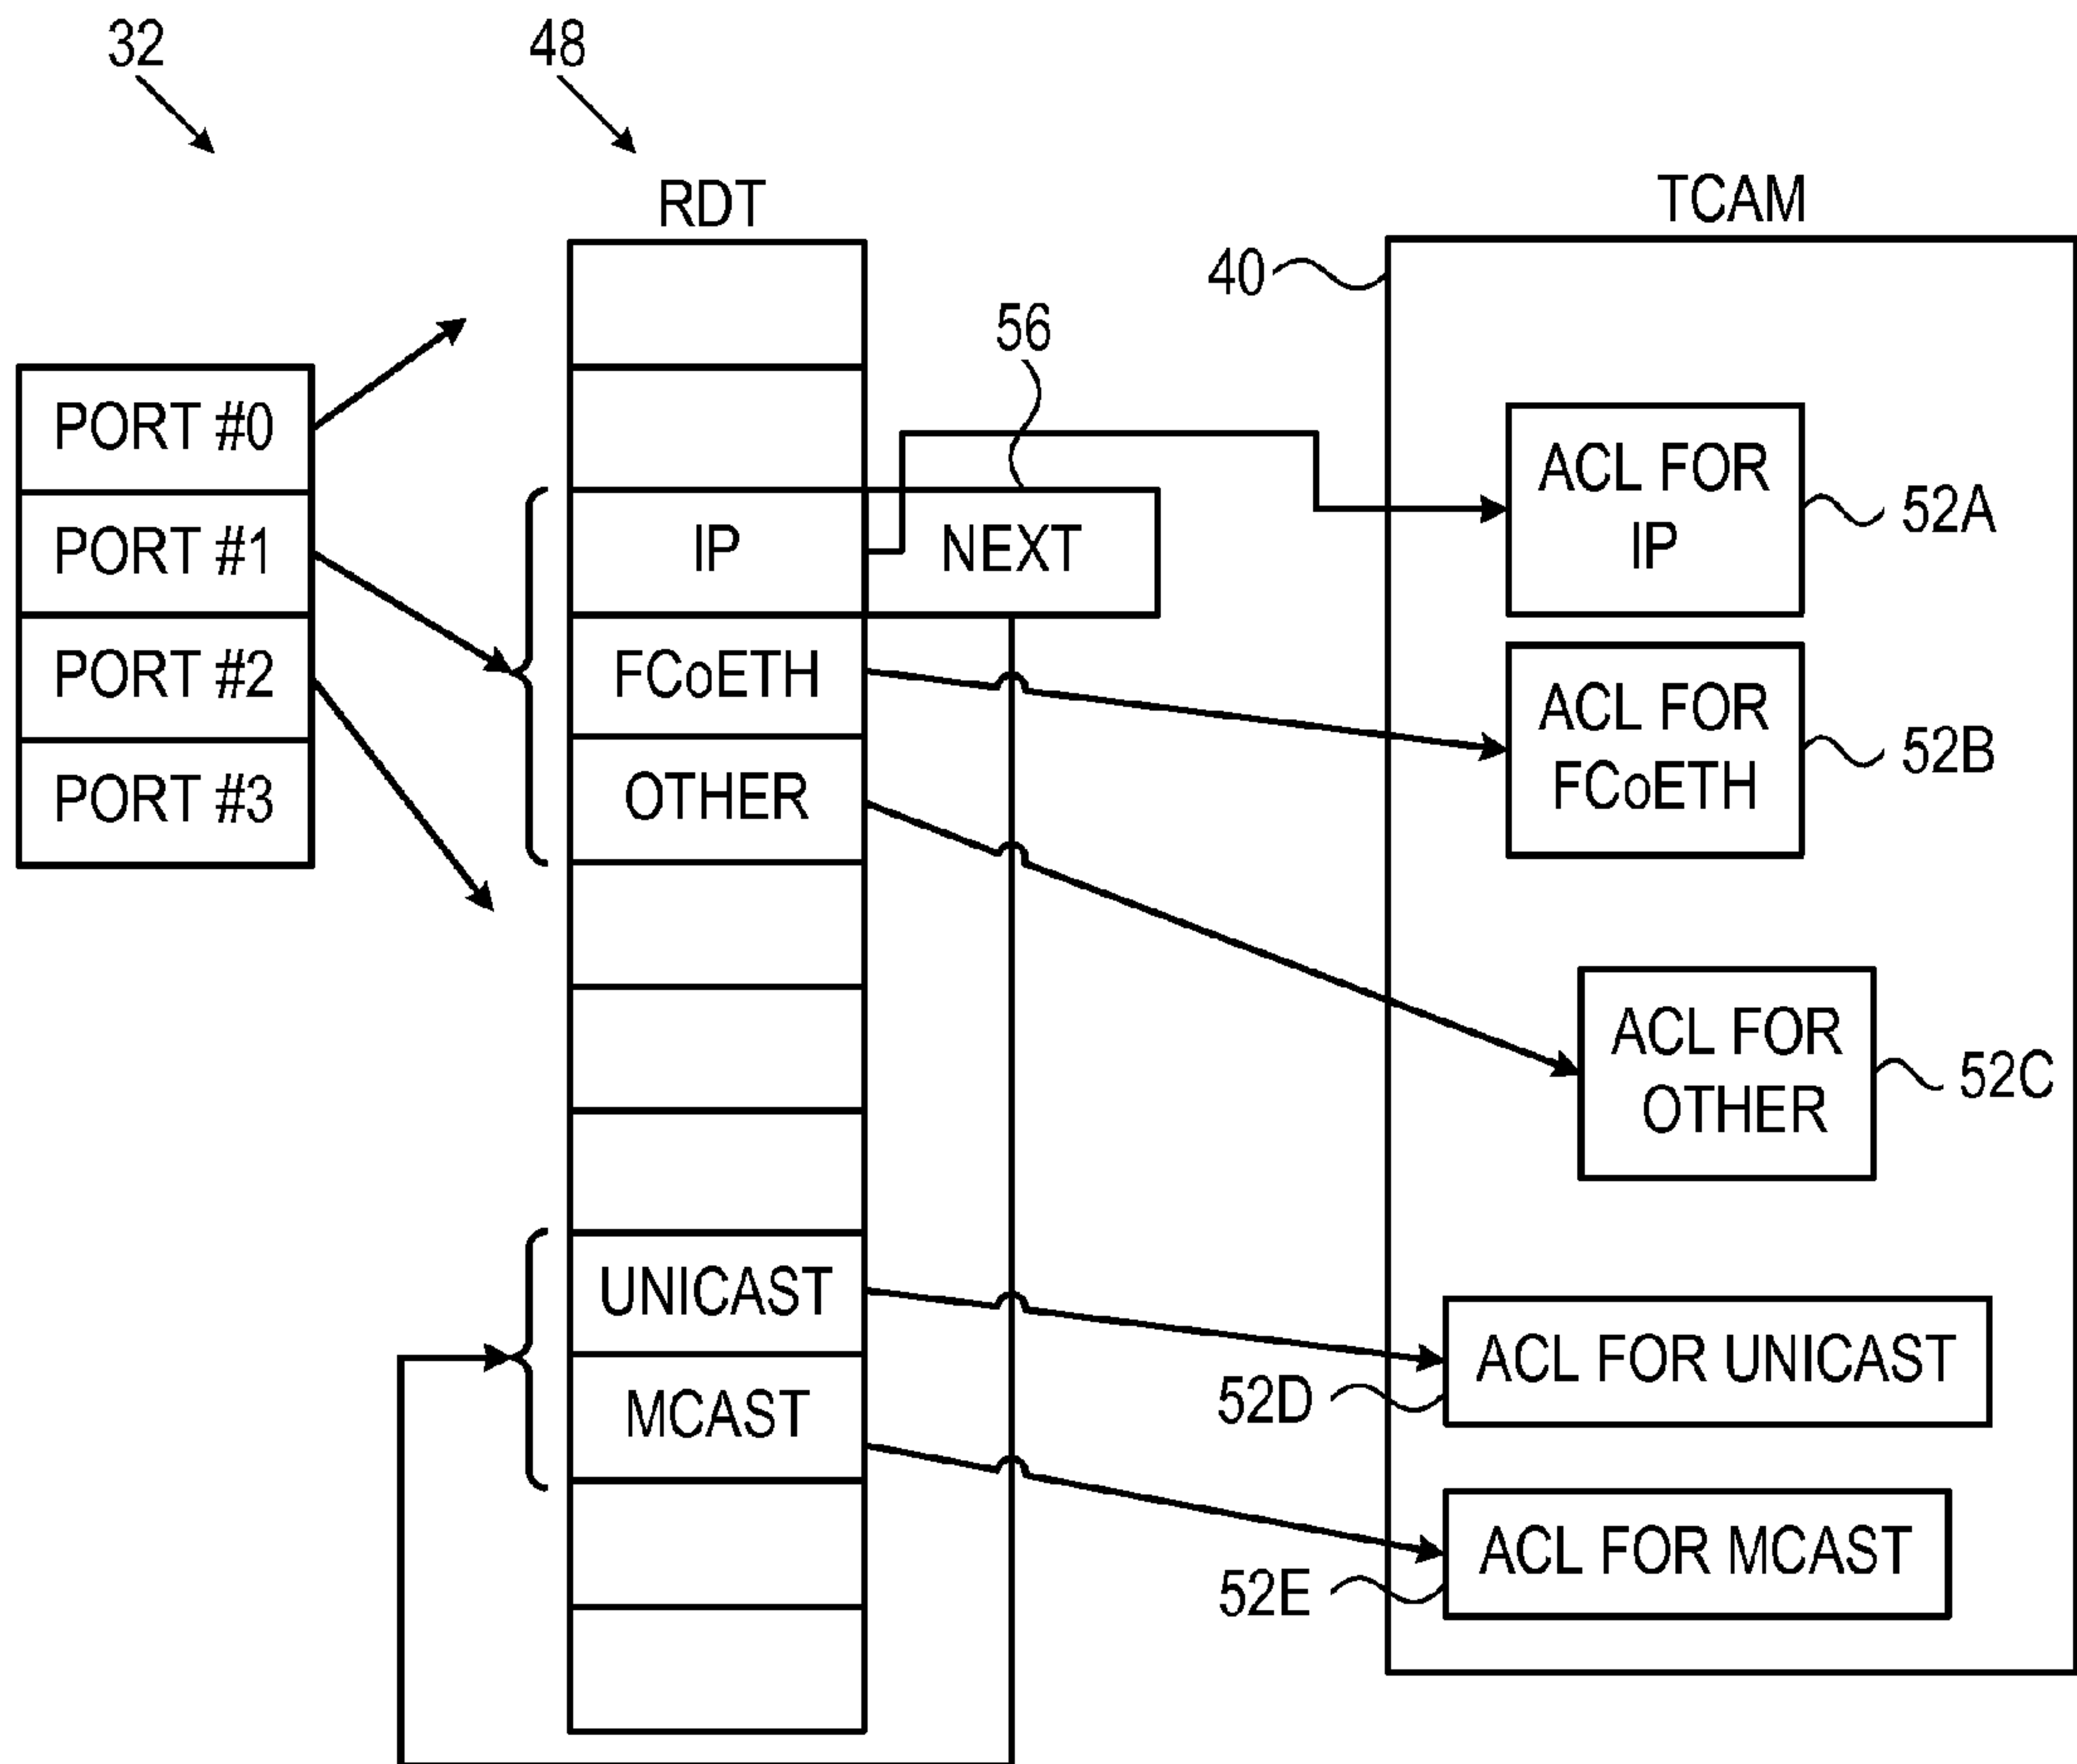 32
48
RDT
TCAM
40
56
PORT #0
PORT #1
PORT #2
PORT #3
IP
NEXT
FCoETH
OTHER
UNICAST
MCAST
ACL FOR
IP
52A
ACL FOR
FCoETH
52B
ACL FOR
OTHER
52C
ACL FOR UNICAST
52D
ACL FOR MCAST
52E